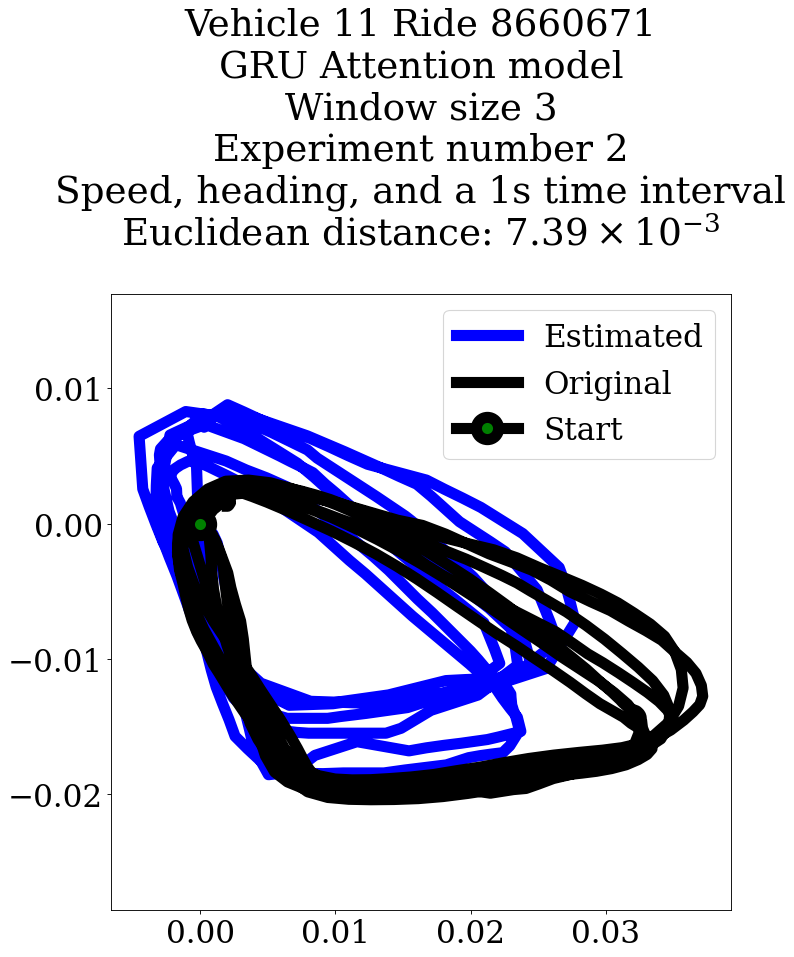 Vehicle 11 Ride 8660671
GRU Attention model
Window size 3
Experiment number 2
Speed, heading, and a 1s time interval
Euclidean distance: 7.39 × 10⁻³
Estimated
Original
Start
0.01
0.00
−0.01
−0.02
0.00 0.01 0.02 0.03